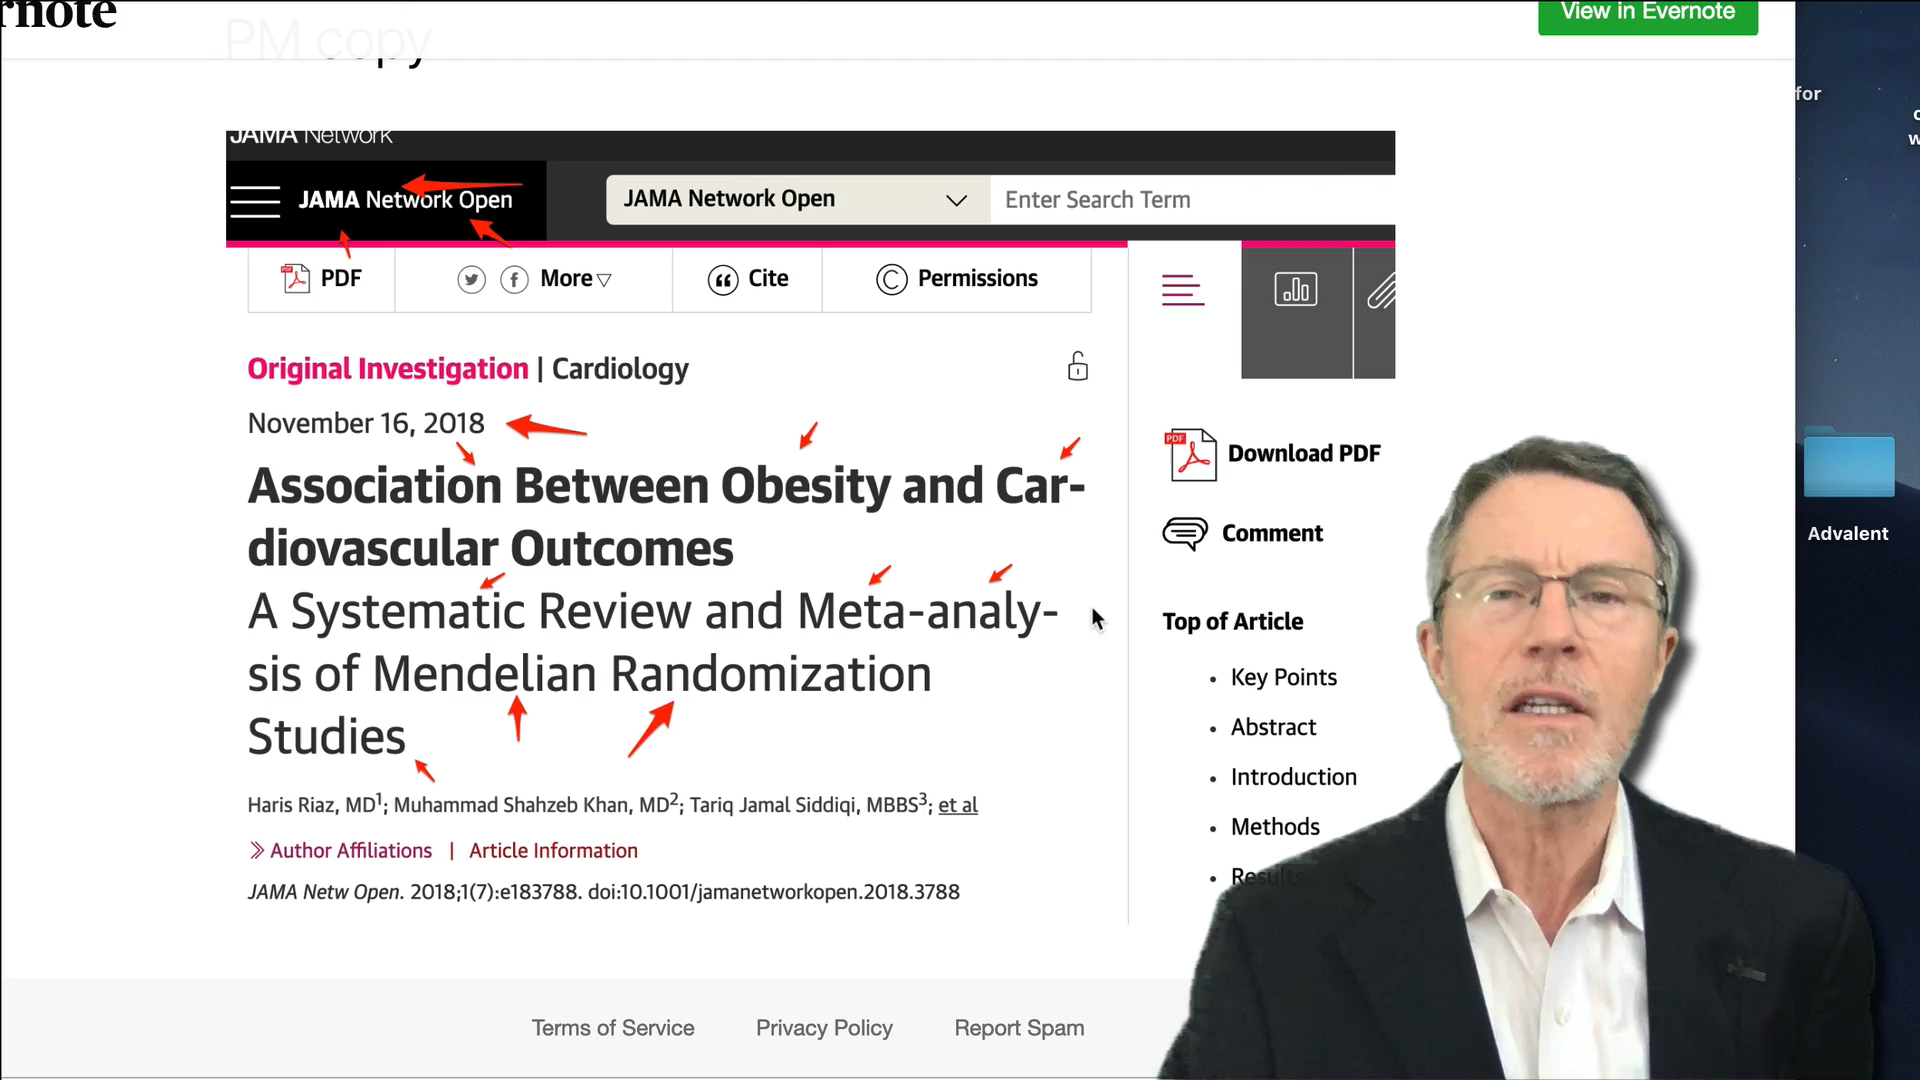 rnote
View in Evernote
PM copy
for
JAMA Network
JAMA Network Open
JAMA Network Open
Enter Search Term
PDF
More
Cite
Permissions
Original Investigation | Cardiology
November 16, 2018
Association Between Obesity and Car-
diovascular Outcomes
A Systematic Review and Meta-analy-
sis of Mendelian Randomization
Studies
Haris Riaz, MD1; Muhammad Shahzeb Khan, MD2; Tariq Jamal Siddiqi, MBBS3; et al
Author Affiliations | Article Information
JAMA Netw Open. 2018;1(7):e183788. doi:10.1001/jamanetworkopen.2018.3788
PDF
Download PDF
Comment
Top of Article
• Key Points
• Abstract
• Introduction
• Methods
• Results
Advalent
Terms of Service
Privacy Policy
Report Spam